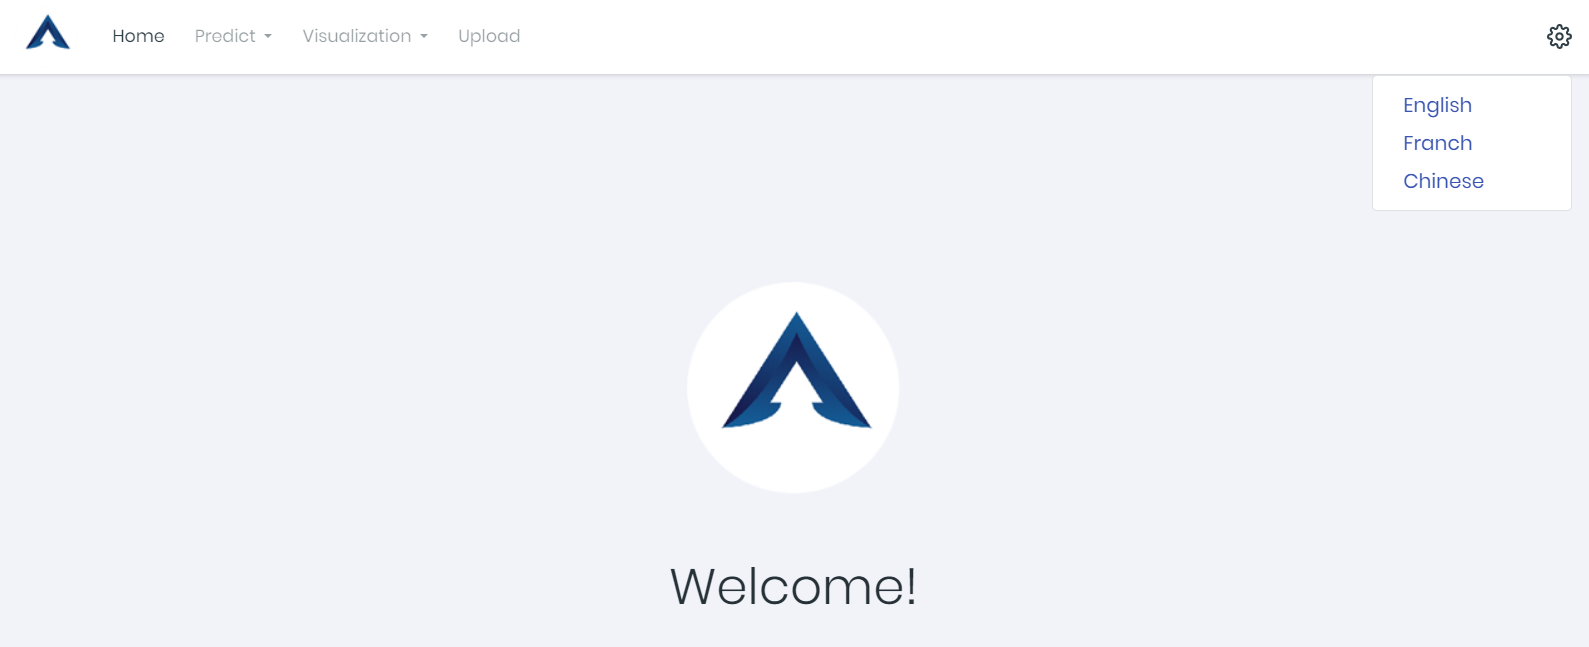 Home Predict Visualization Upload
English
Franch
Chinese
Welcome!